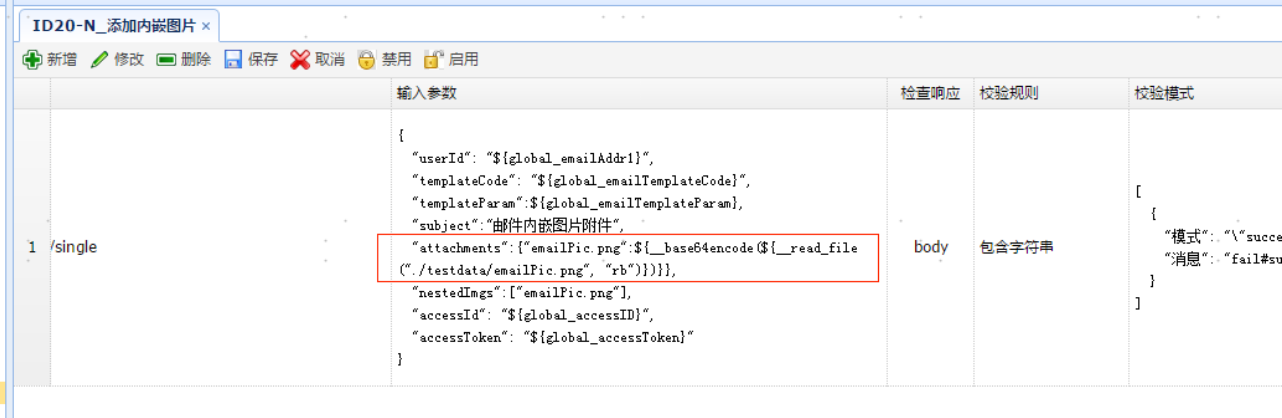 ID20-N_添加内嵌图片 ×
新增 修改 删除 保存 取消 禁用 启用
输入参数 检查响应 校验规则 校验模式
{
"userId": "${global_emailAddr1}",
"templateCode": "${global_emailTemplateCode}",
"templateParam":${global_emailTemplateParam},
"subject":"邮件内嵌图片附件",
"attachments":{"emailPic.png":${__base64encode(${__read_file
("./testdata/emailPic.png", "rb")})}},
"nestedImgs":["emailPic.png"],
"accessId": "${global_accessID}",
"accessToken": "${global_accessToken}"
}
1 /single
body
包含字符串
[
{
"模式": "\"succe
"消息": "fail#su
}
]